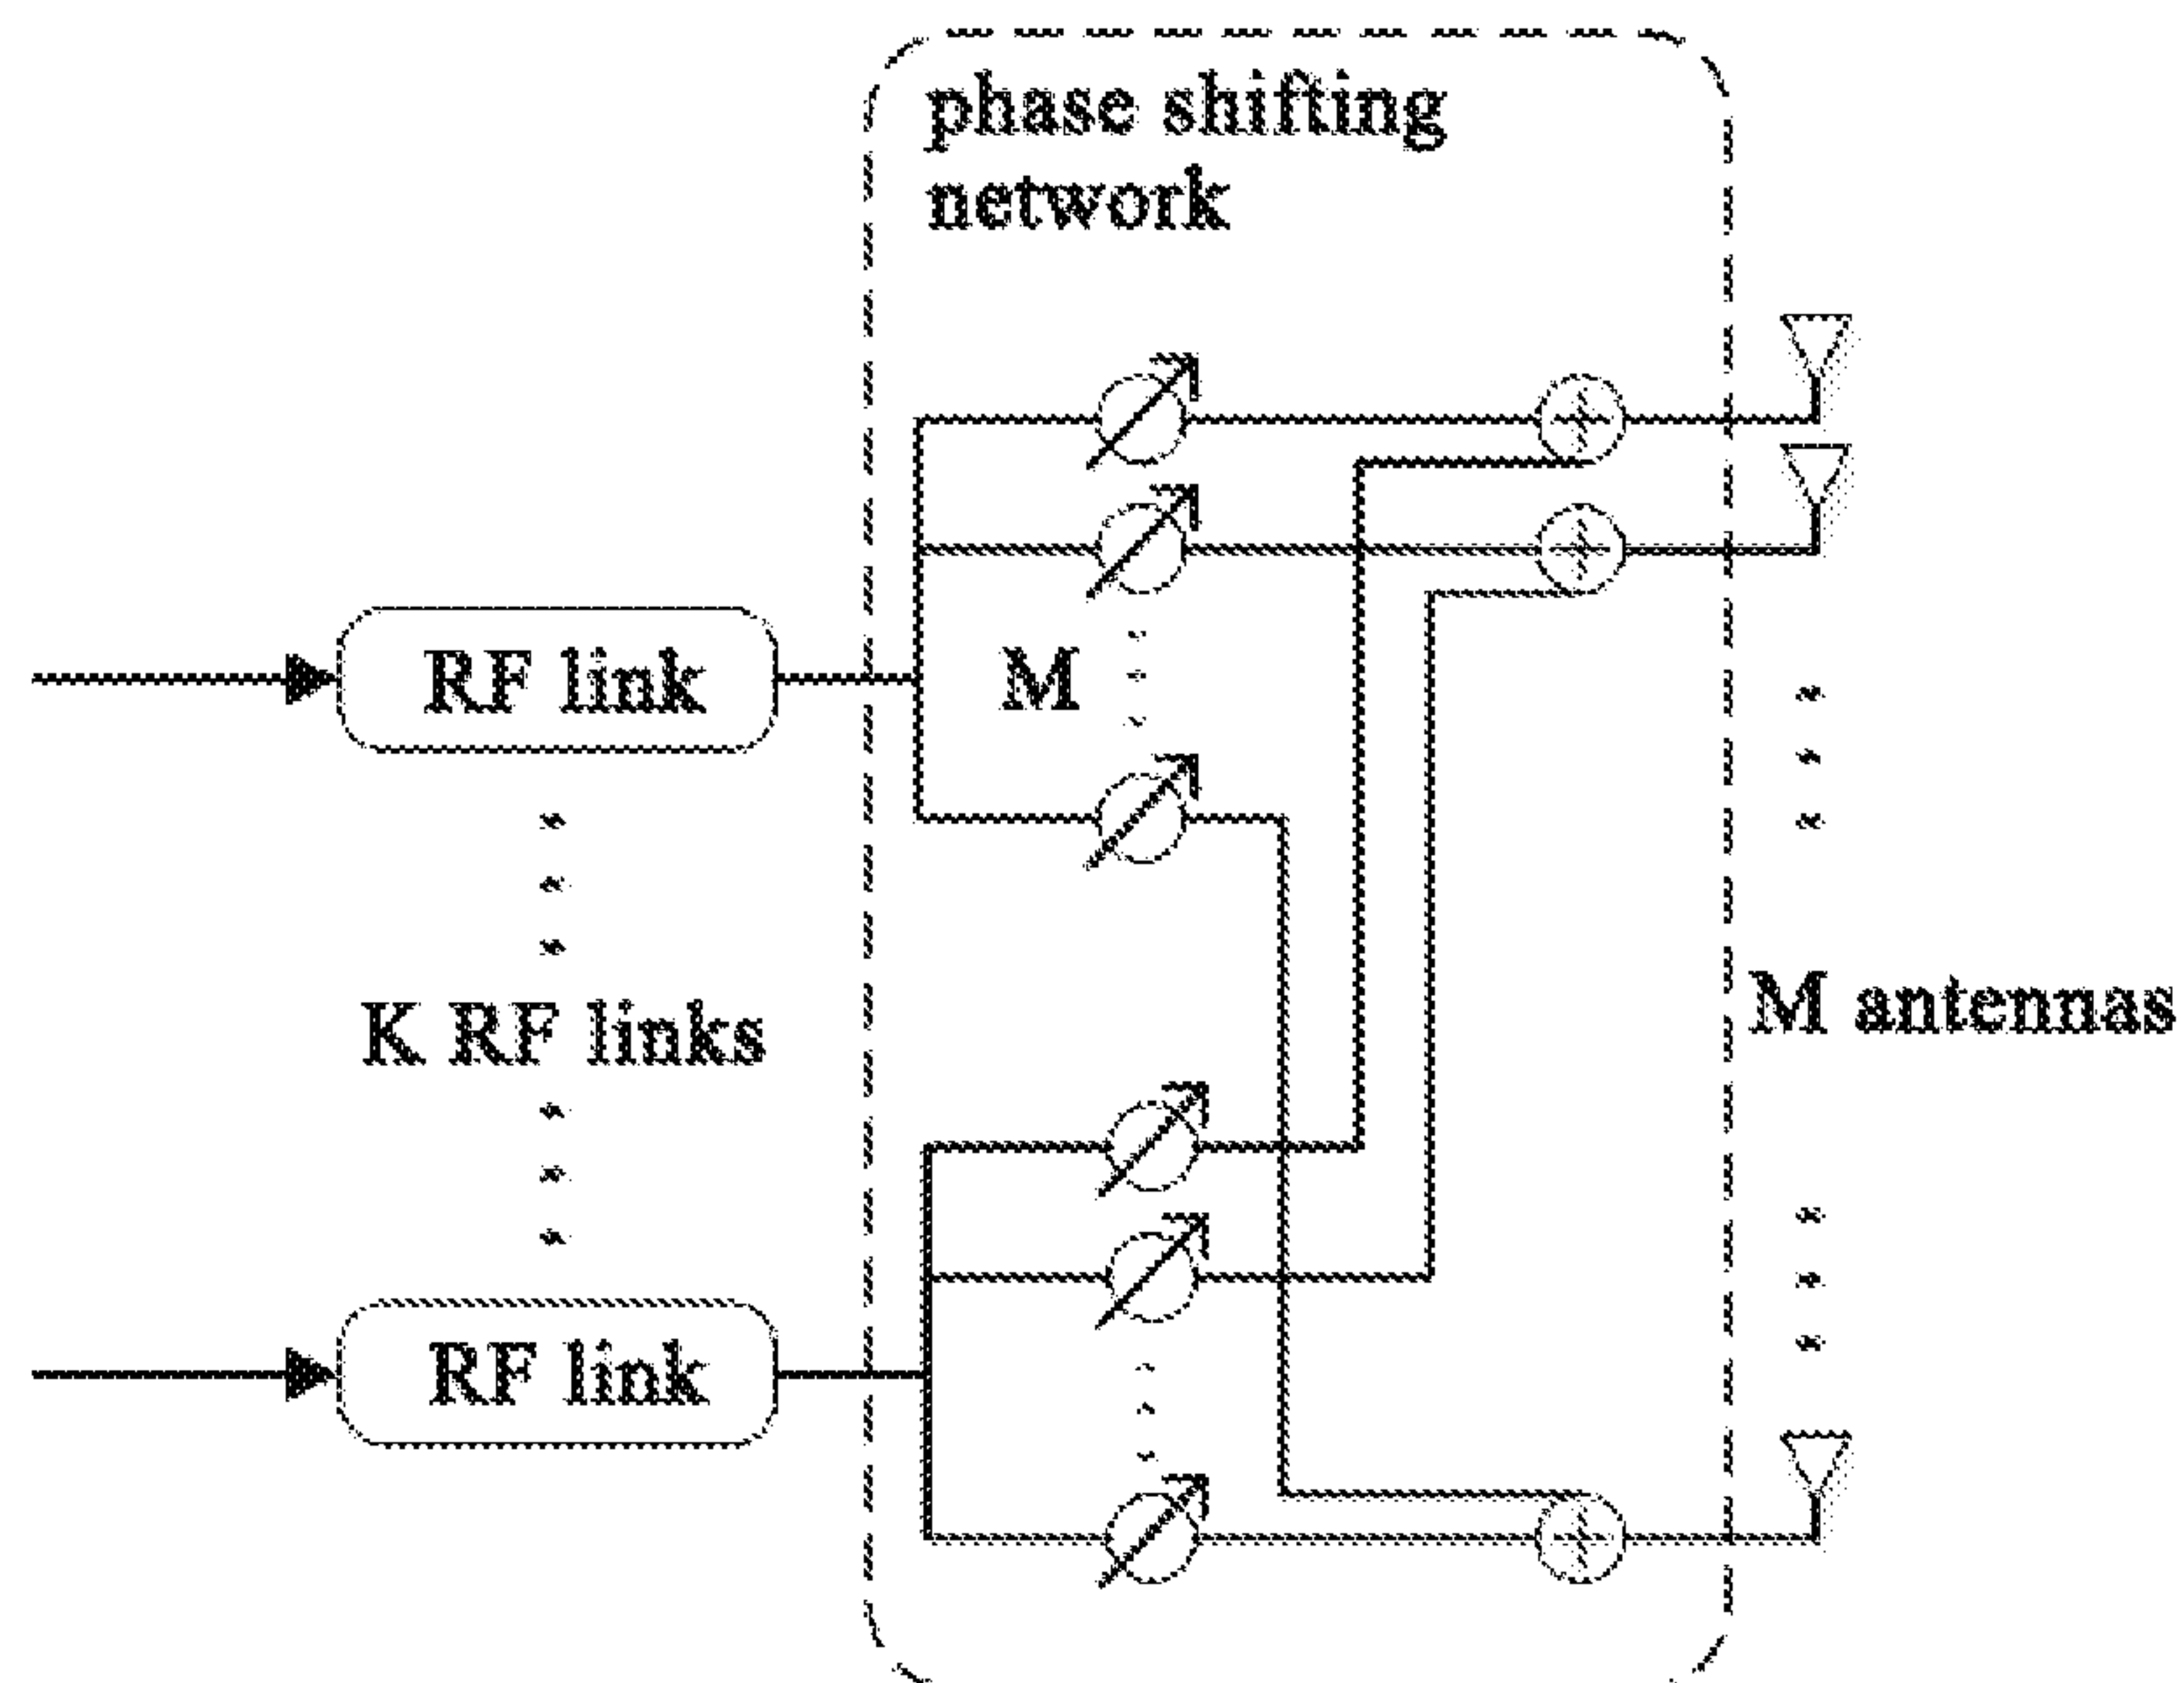 phase shifting
network
RF link
M
K RF links
M antennas
RF link